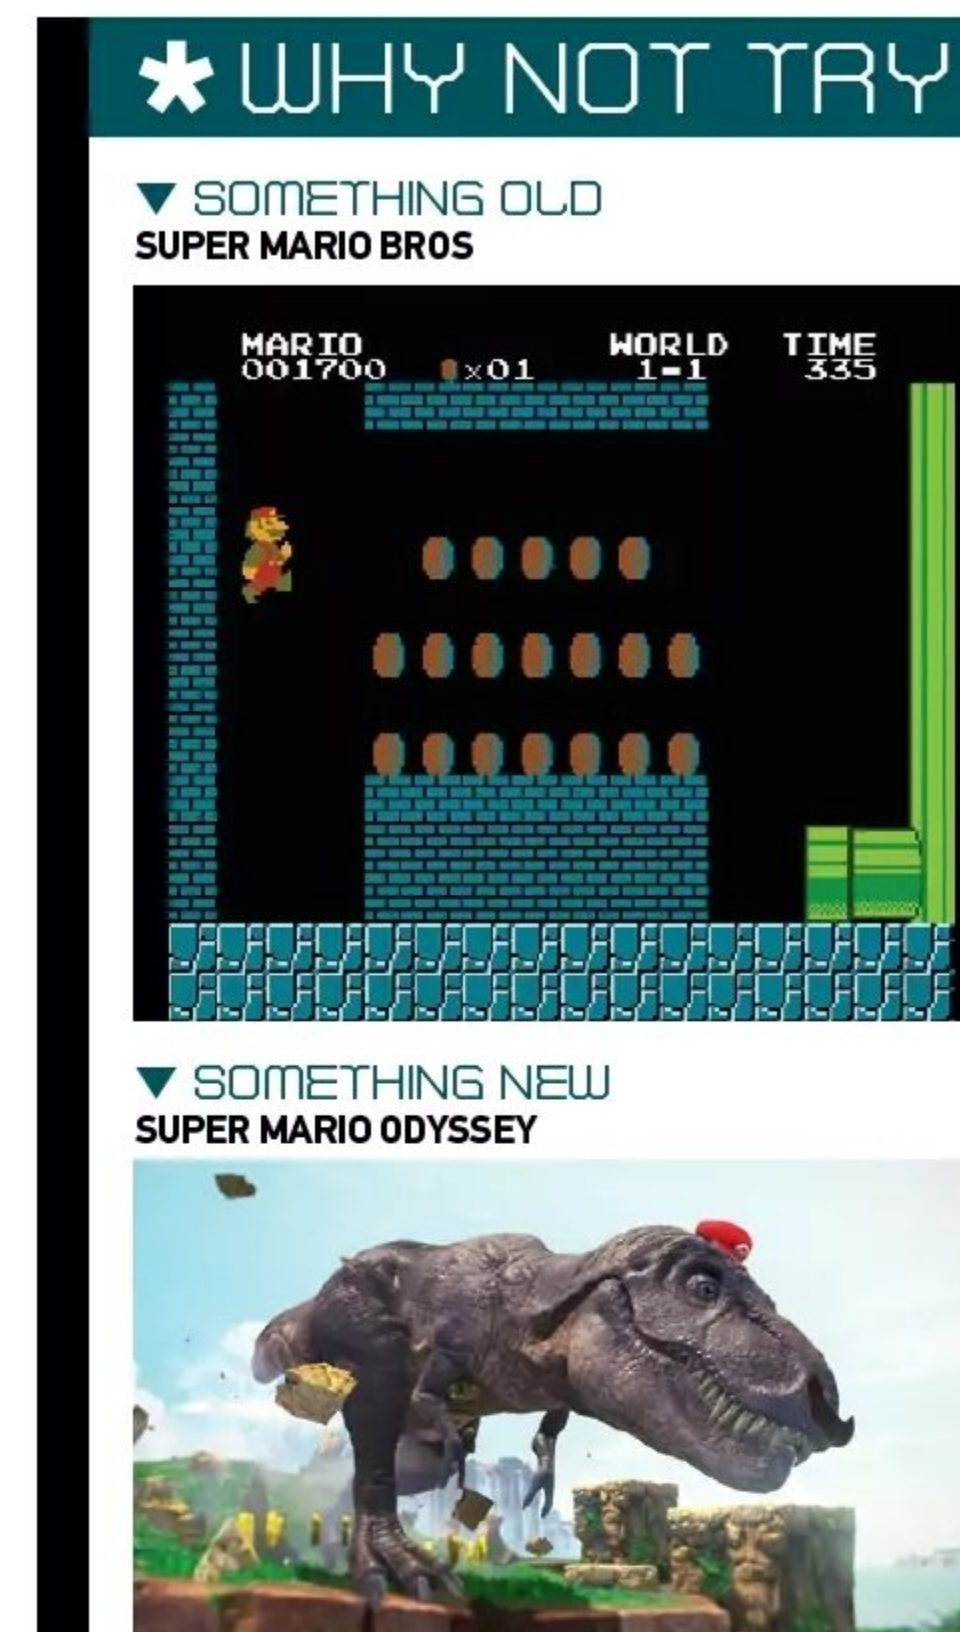 * WHY NOT TRY
▼ SOMETHING OLD
SUPER MARIO BROS
MARIO WORLD TIME
001700 x01 1-1 335
▼ SOMETHING NEW
SUPER MARIO ODYSSEY